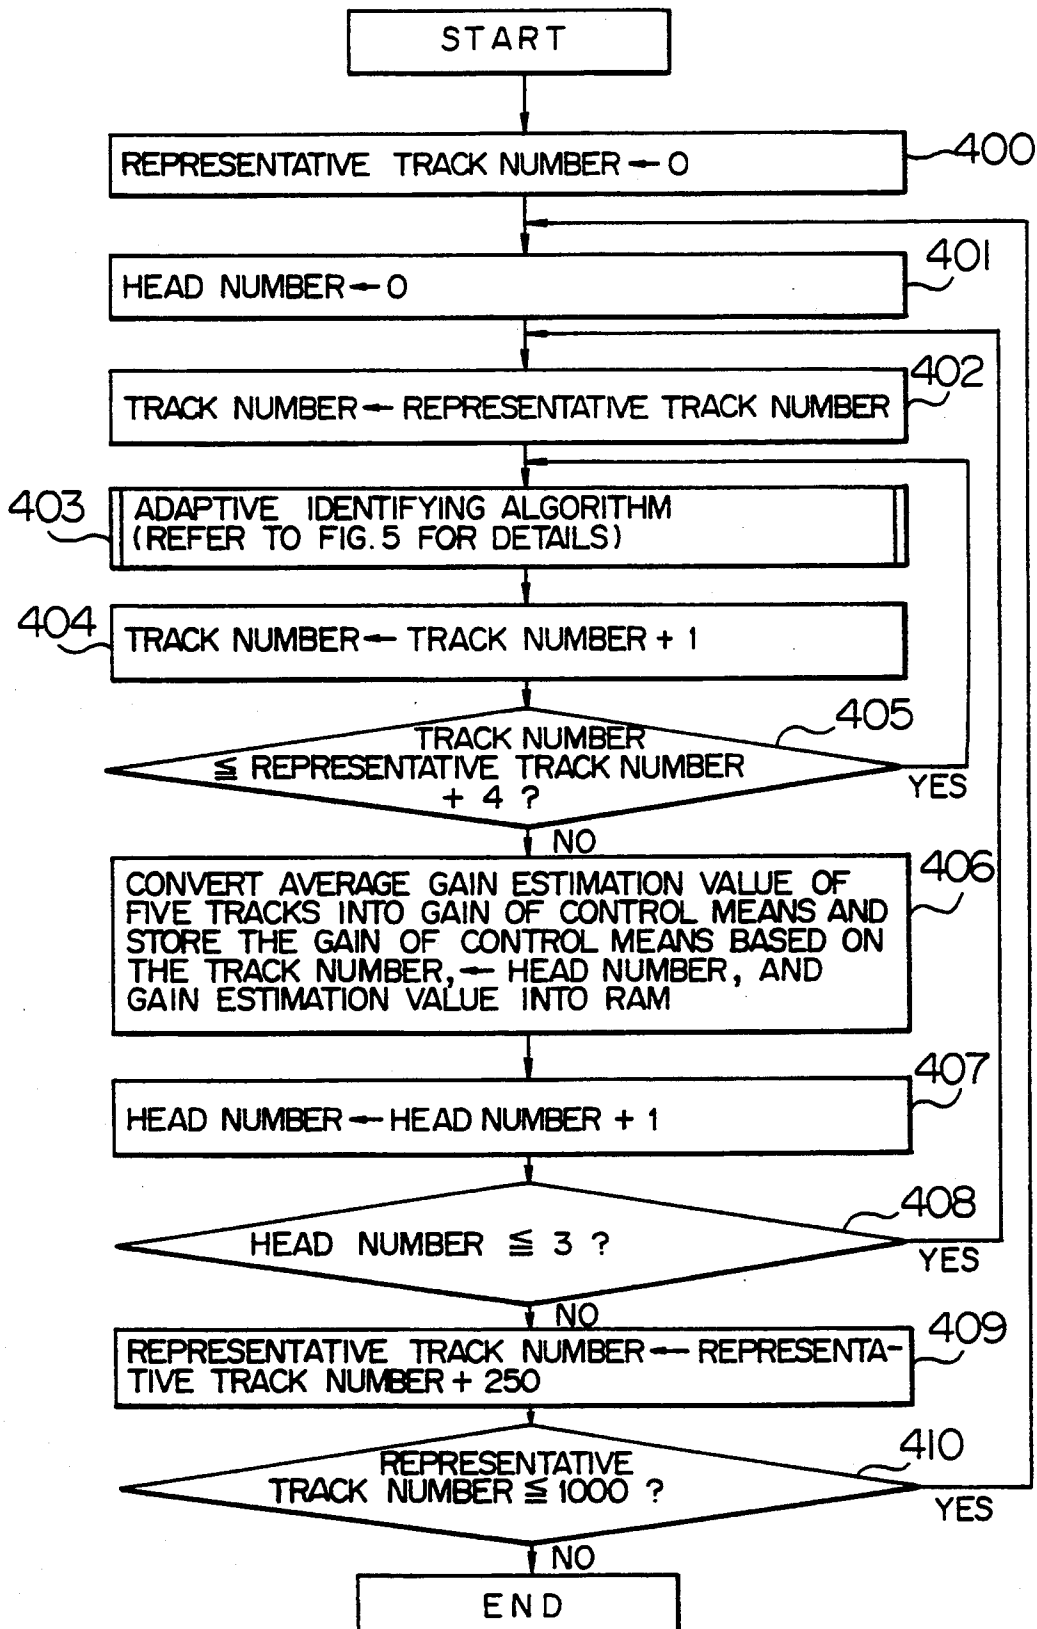 START
REPRESENTATIVE TRACK NUMBER ← 0
400
HEAD NUMBER ← 0
401
TRACK NUMBER ← REPRESENTATIVE TRACK NUMBER
402
403
ADAPTIVE IDENTIFYING ALGORITHM
(REFER TO FIG. 5 FOR DETAILS)
404
TRACK NUMBER ← TRACK NUMBER + 1
405
TRACK NUMBER
≦ REPRESENTATIVE TRACK NUMBER
+ 4 ?
YES
NO
406
CONVERT AVERAGE GAIN ESTIMATION VALUE OF
FIVE TRACKS INTO GAIN OF CONTROL MEANS AND
STORE THE GAIN OF CONTROL MEANS BASED ON
THE TRACK NUMBER, ← HEAD NUMBER, AND
GAIN ESTIMATION VALUE INTO RAM
407
HEAD NUMBER ← HEAD NUMBER + 1
408
HEAD NUMBER ≦ 3 ?
YES
NO
409
REPRESENTATIVE TRACK NUMBER ← REPRESENTA-
TIVE TRACK NUMBER + 250
410
REPRESENTATIVE
TRACK NUMBER ≦ 1000 ?
YES
NO
END